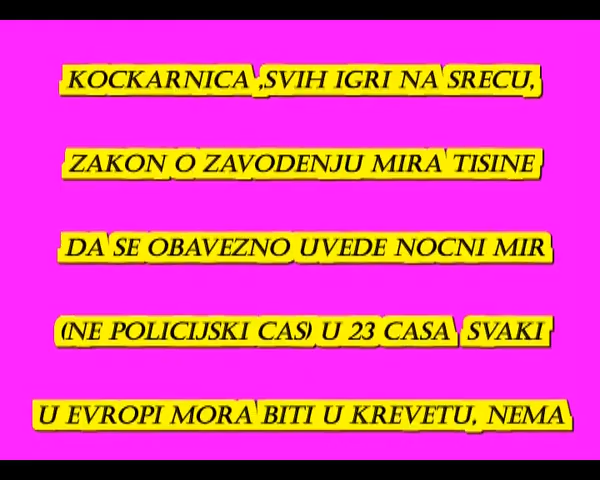 KOCKARNICA ,SVIH IGRI NA SRECU,
ZAKON O ZAVODENJU MIRA TISINE
DA SE OBAVEZNO UVEDE NOCNI MIR
(NE POLICIJSKI CAS) U 23 CASA SVAKI
U EVROPI MORA BITI U KREVETU, NEMA